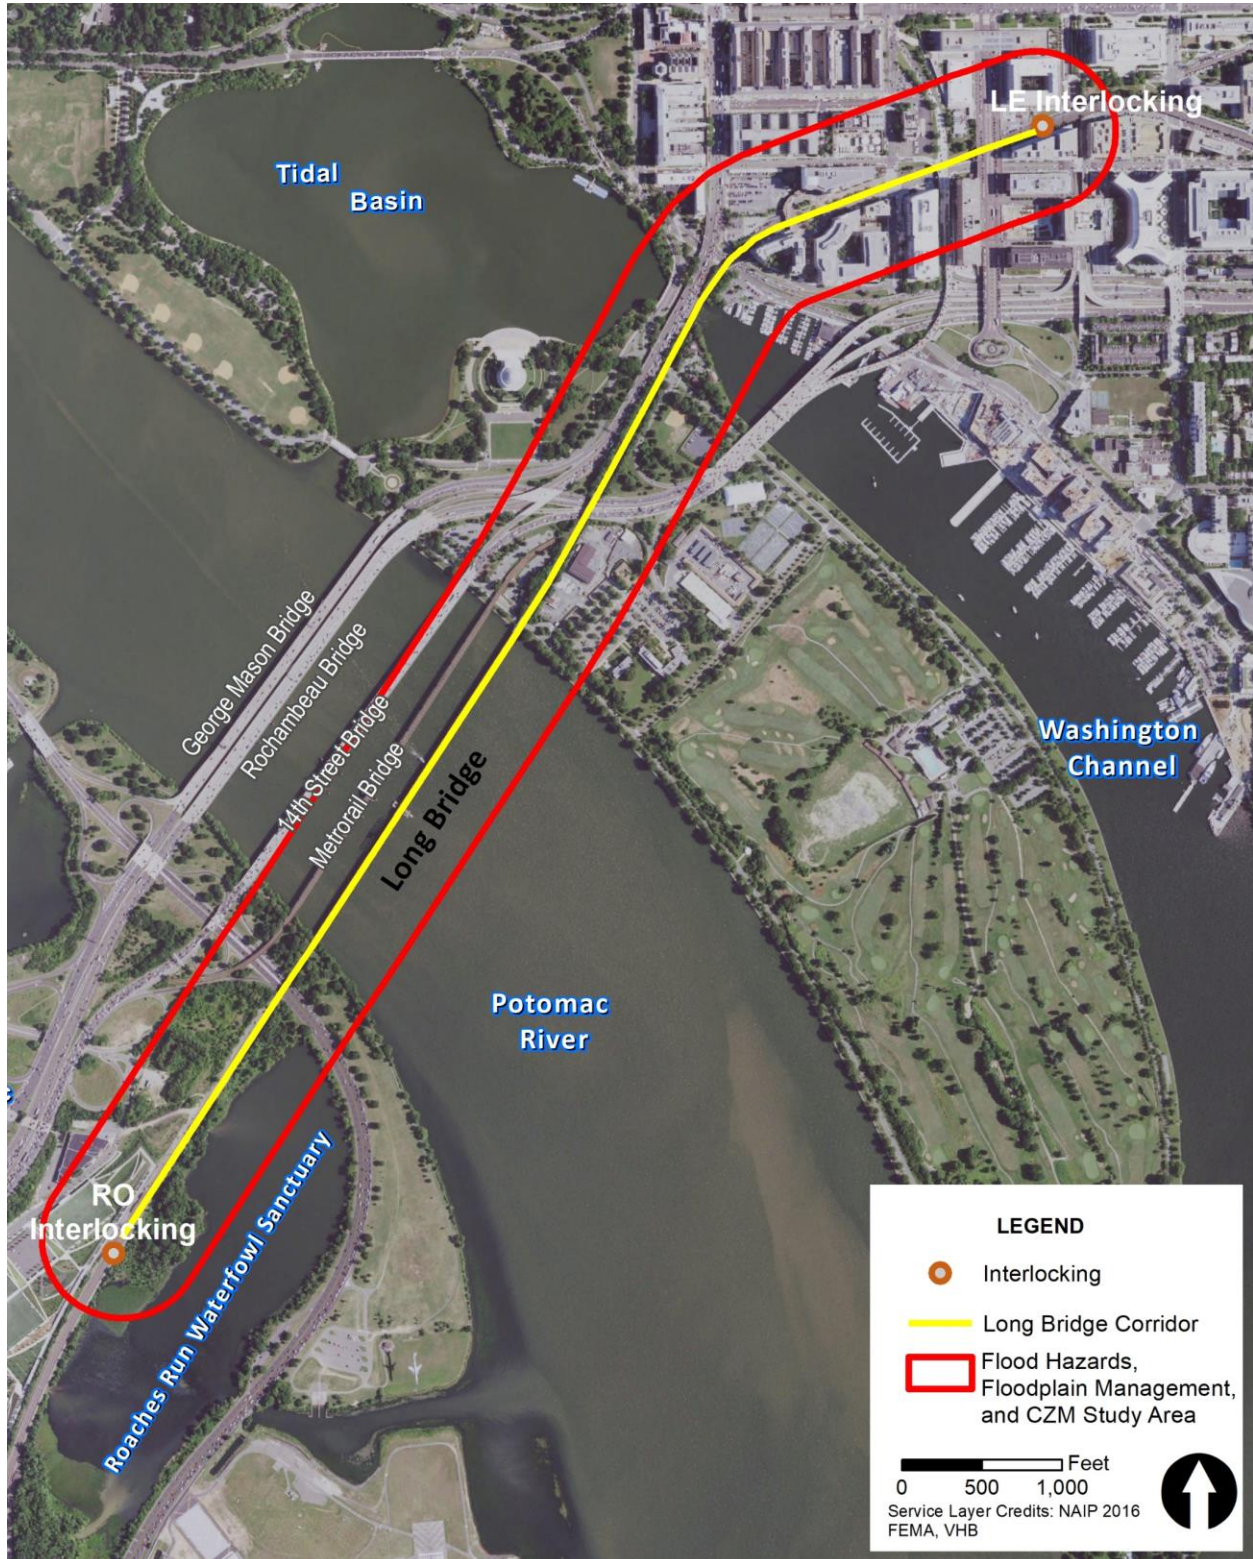 LE Interlocking
Tidal
Basin
George Mason Bridge
Rochambeau Bridge
14th Street Bridge
Metrorail Bridge
Long Bridge
Washington
Channel
Potomac
River
RO
Interlocking
Roaches Run Waterfowl Sanctuary
LEGEND
Interlocking
Long Bridge Corridor
Flood Hazards,
Floodplain Management,
and CZM Study Area
Feet
0 500 1,000
Service Layer Credits: NAIP 2016
FEMA, VHB